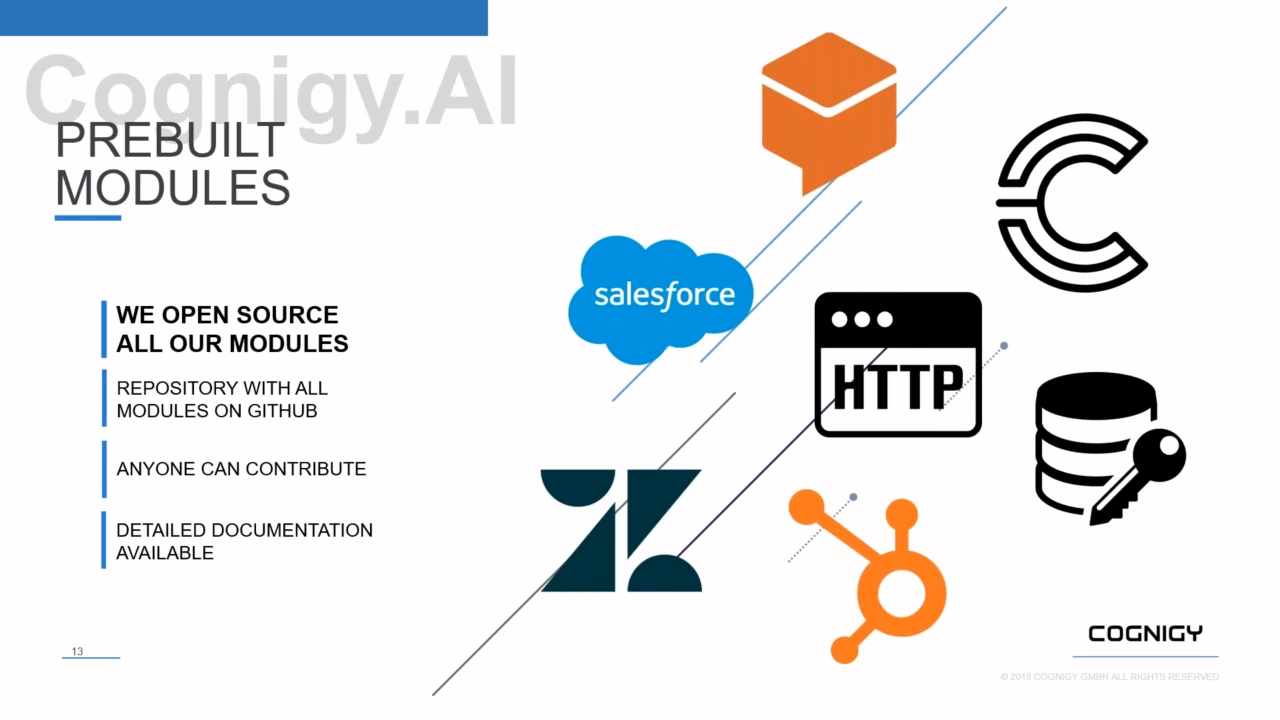 Cognigy.AI
PREBUILT
MODULES
WE OPEN SOURCE
ALL OUR MODULES
REPOSITORY WITH ALL
MODULES ON GITHUB
ANYONE CAN CONTRIBUTE
DETAILED DOCUMENTATION
AVAILABLE
salesforce
HTTP
13
COGNIGY
© 2018 COGNIGY GMBH ALL RIGHTS RESERVED